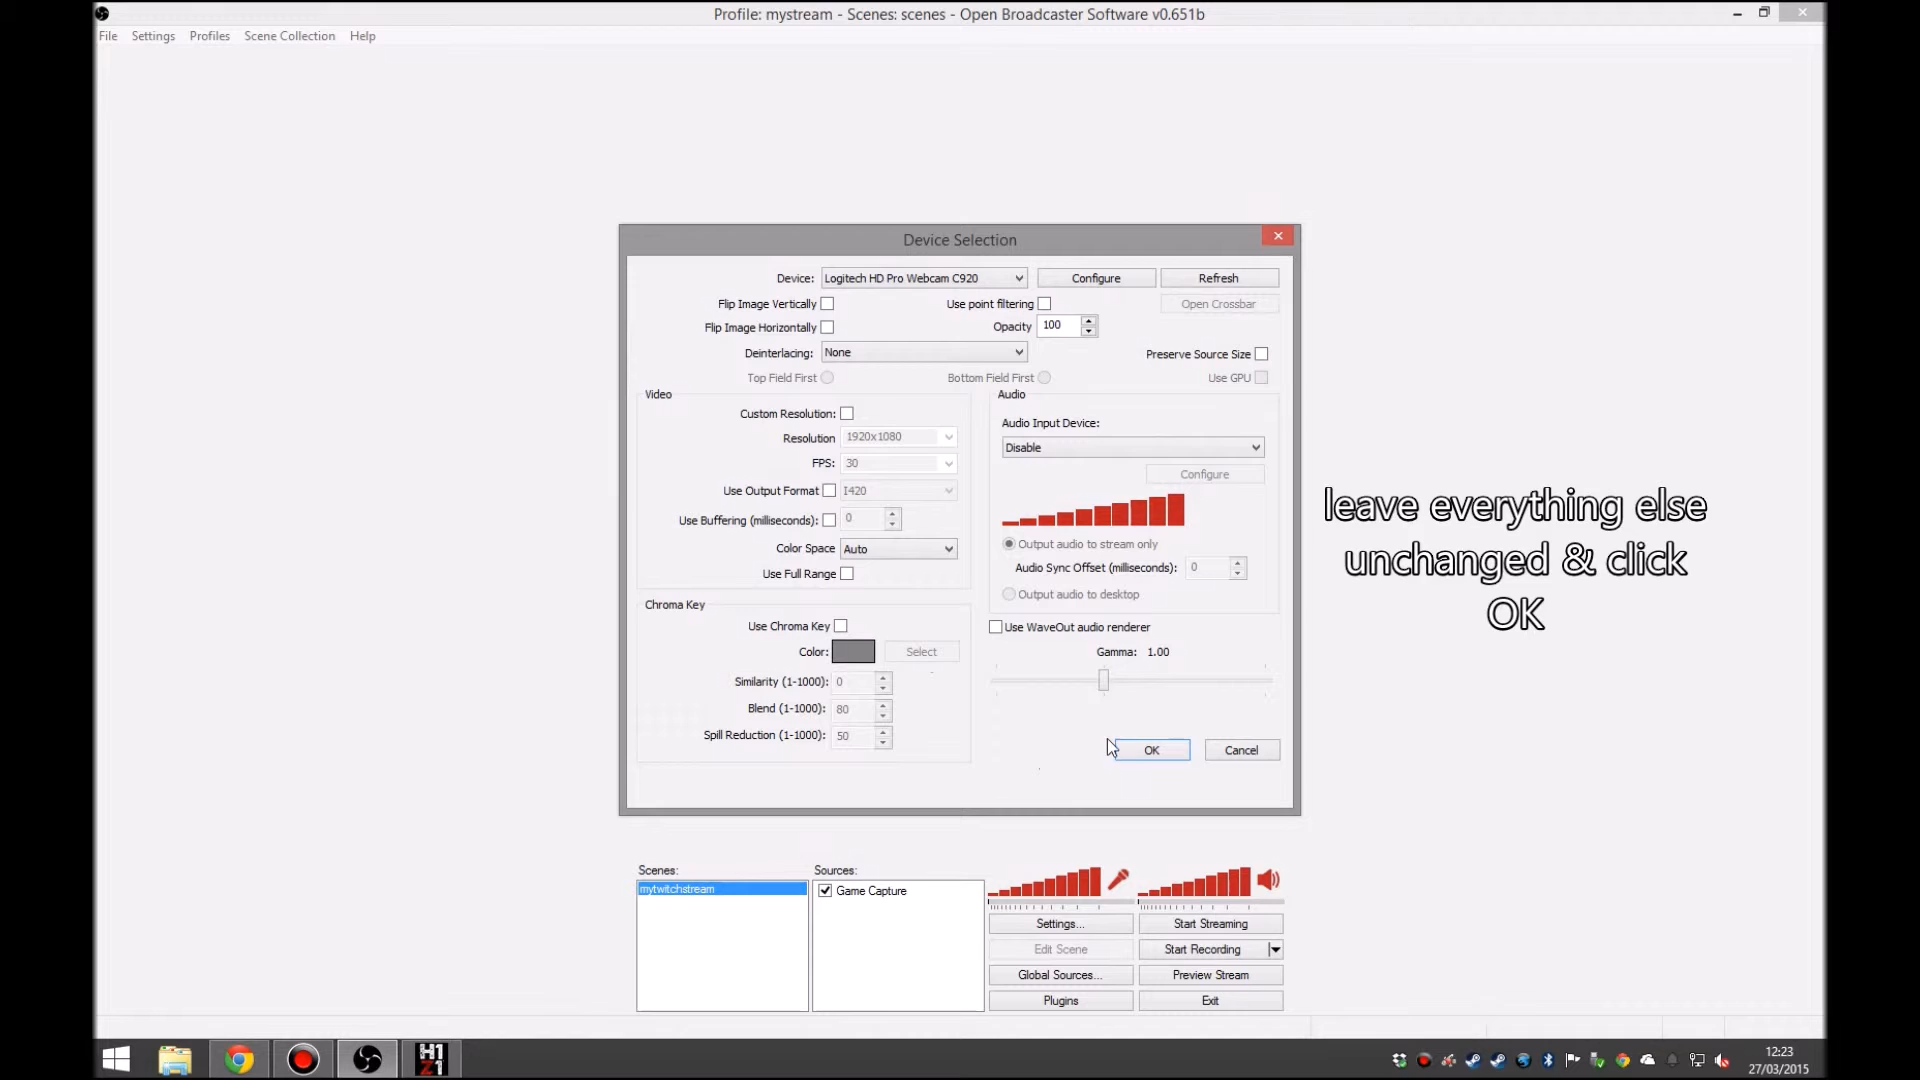 Profile: mystream - Scenes: scenes - Open Broadcaster Software v0.651b
File Settings Profiles Scene Collection Help
Device Selection
Device: Logitech HD Pro Webcam C920 Configure Refresh
Flip Image Vertically Use point filtering Open Crossbar
Flip Image Horizontally Opacity 100
Deinterlacing: None Preserve Source Size
Top Field First Bottom Field First Use GPU
Video
Custom Resolution:
Resolution 1920x1080
FPS: 30
Use Output Format I420
Use Buffering (milliseconds): 0
Color Space Auto
Use Full Range
Audio
Audio Input Device:
Disable
Configure
Output audio to stream only
Audio Sync Offset (milliseconds): 0
Output audio to desktop
Chroma Key
Use Chroma Key
Color: Select
Similarity (1-1000): 0
Blend (1-1000): 80
Spill Reduction (1-1000): 50
Use WaveOut audio renderer
Gamma: 1.00
OK Cancel
leave everything else
unchanged & click
OK
Scenes:
mytwitchstream
Sources:
Game Capture
Settings... Start Streaming
Edit Scene Start Recording
Global Sources... Preview Stream
Plugins Exit
H1
Z1
12:23
27/03/2015